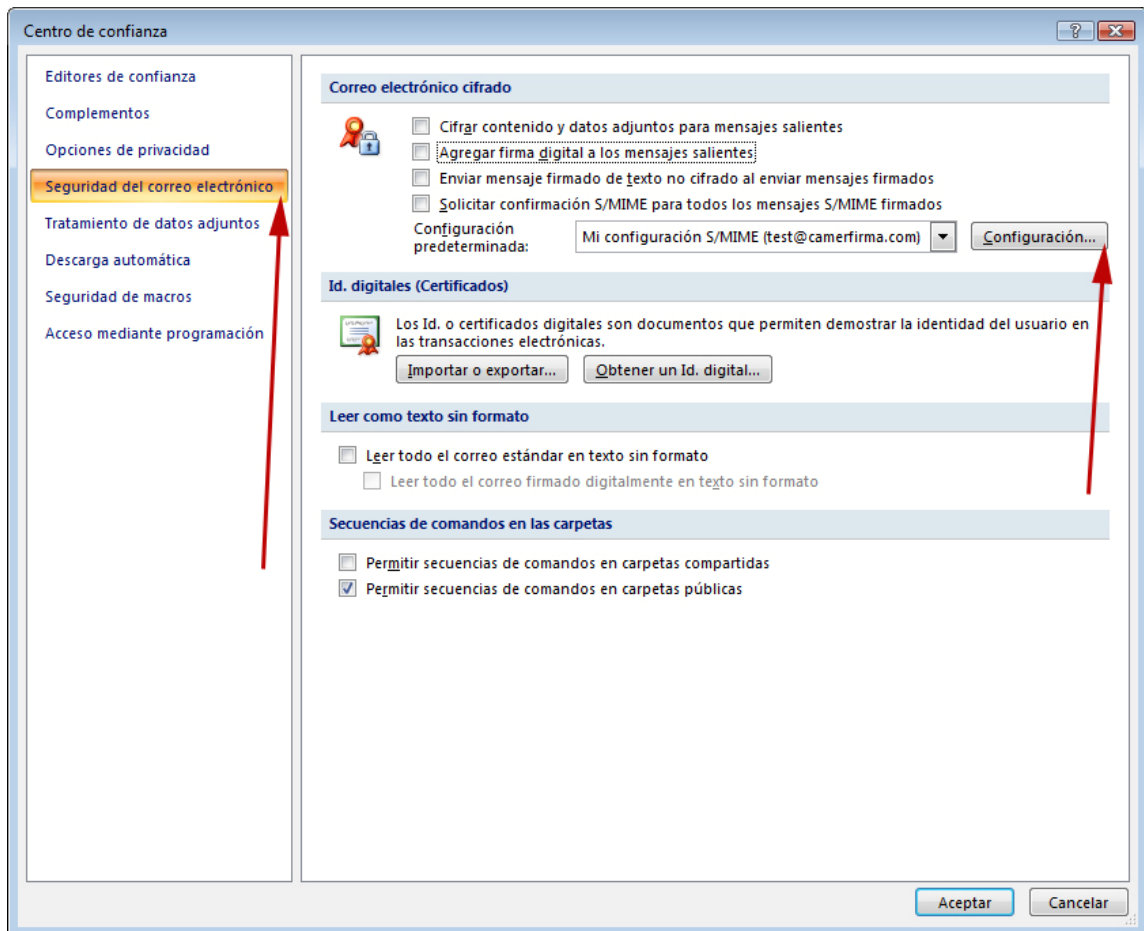 Centro de confianza
Editores de confianza
Complementos
Opciones de privacidad
Seguridad del correo electrónico
Tratamiento de datos adjuntos
Descarga automática
Seguridad de macros
Acceso mediante programación
Correo electrónico cifrado
Cifrar contenido y datos adjuntos para mensajes salientes
Agregar firma digital a los mensajes salientes
Enviar mensaje firmado de texto no cifrado al enviar mensajes firmados
Solicitar confirmación S/MIME para todos los mensajes S/MIME firmados
Configuración
predeterminada:
Mi configuración S/MIME (test@camerfirma.com)
Configuración...
Id. digitales (Certificados)
Los Id. o certificados digitales son documentos que permiten demostrar la identidad del usuario en
las transacciones electrónicas.
Importar o exportar...
Obtener un Id. digital...
Leer como texto sin formato
Leer todo el correo estándar en texto sin formato
Leer todo el correo firmado digitalmente en texto sin formato
Secuencias de comandos en las carpetas
Permitir secuencias de comandos en carpetas compartidas
Permitir secuencias de comandos en carpetas públicas
Aceptar
Cancelar